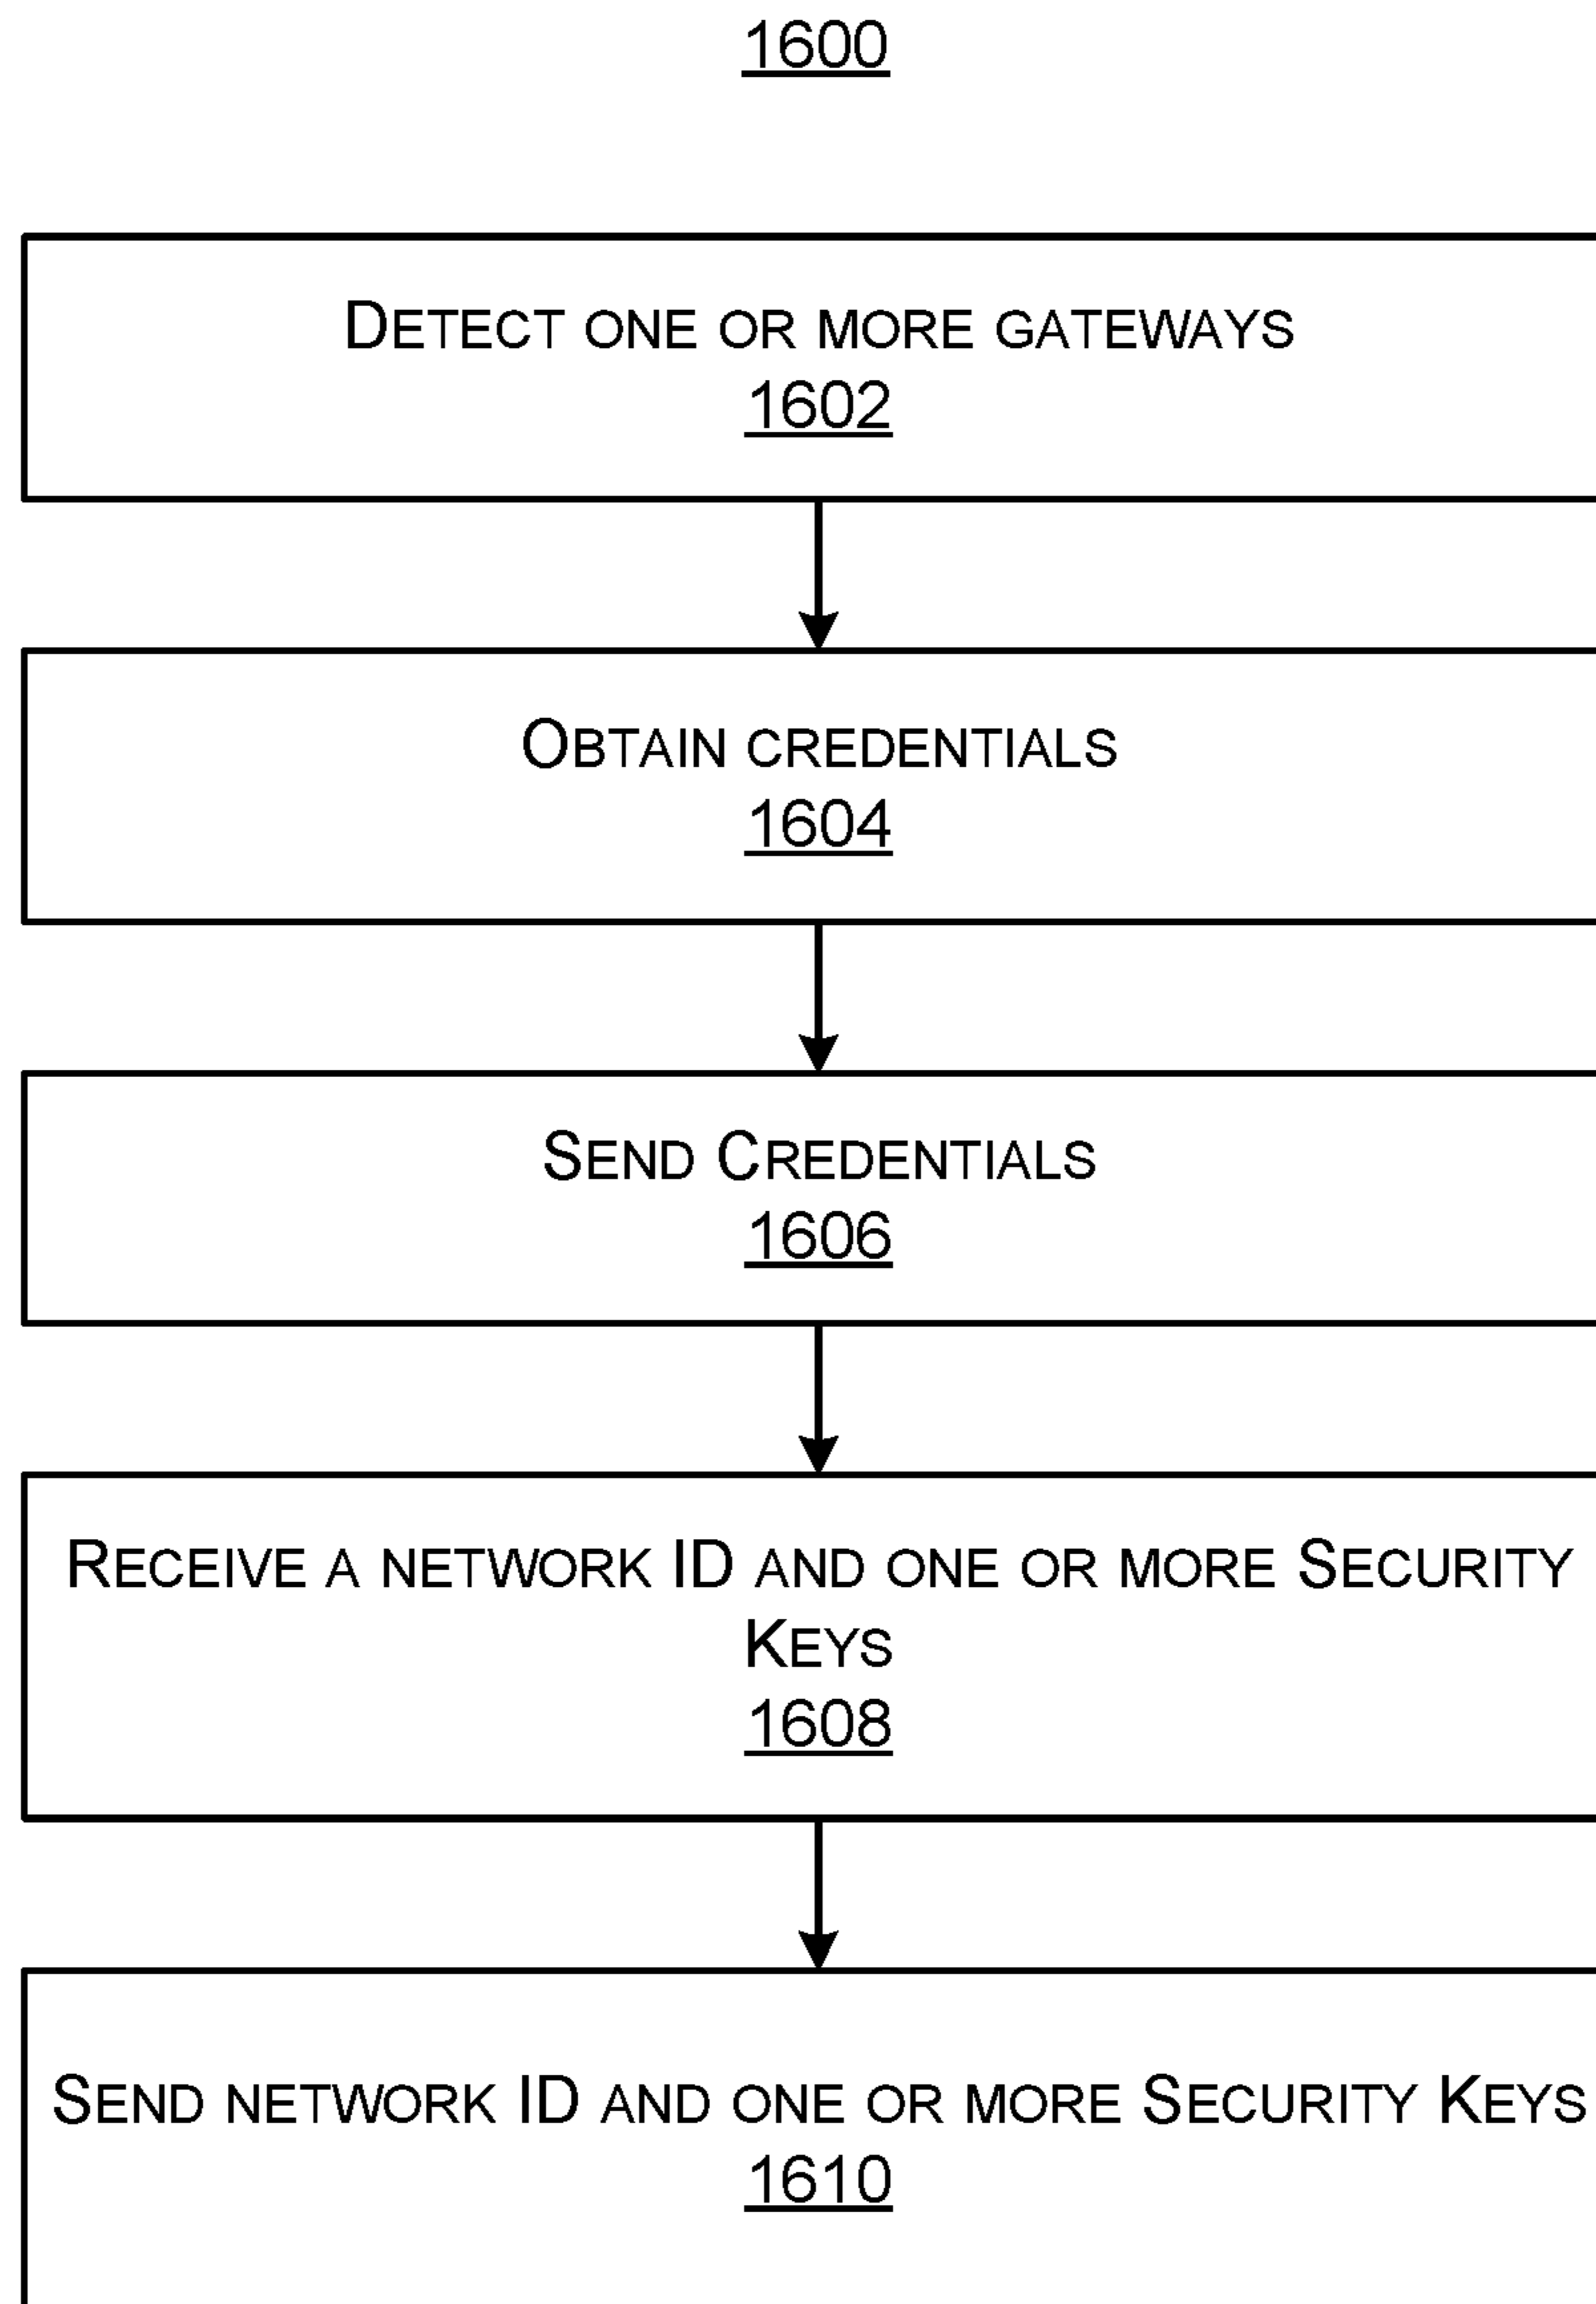 1600
DETECT ONE OR MORE GATEWAYS
1602
OBTAIN CREDENTIALS
1604
SEND CREDENTIALS
1606
RECEIVE A NETWORK ID AND ONE OR MORE SECURITY
KEYS
1608
SEND NETWORK ID AND ONE OR MORE SECURITY KEYS
1610